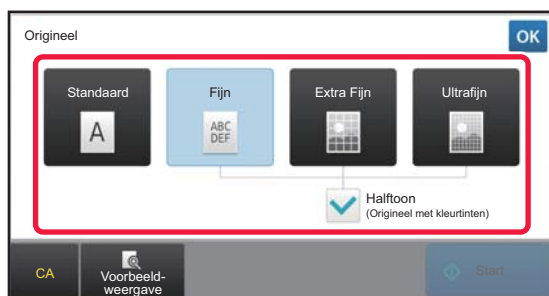 Origineel
OK
Standaard
Fijn
Extra Fijn
Ultrafijn
A
ABC
DEF
Halftoon
(Origineel met kleurtinten)
CA
Voorbeeld-
weergave
Start